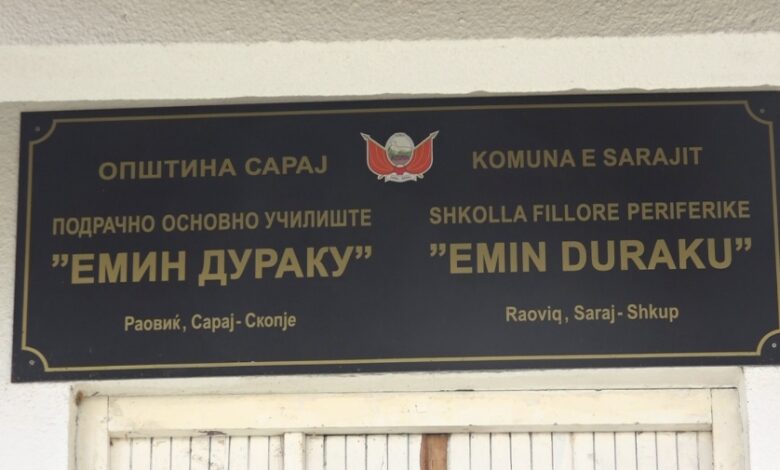 ОПШТИНА САРАЈ
ПОДРАЧНО ОСНОВНО УЧИЛИШТЕ
”ЕМИН ДУРАКУ”
Раовиќ, Сарај - Скопје
KOMUNA E SARAJIT
SHKOLLA FILLORE PERIFERIKE
”EMIN DURAKU”
Raoviq, Saraj - Shkup